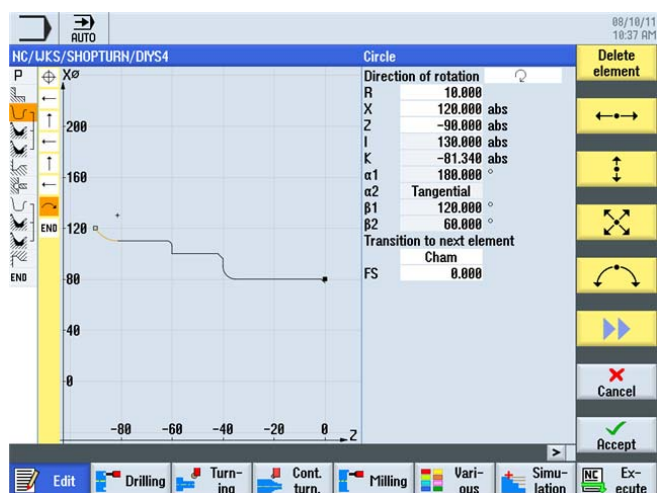 AUTO
08/10/11
10:37 AM
NC/WKS/SHOPTURN/DIYS4
Circle
Delete element
P
END
END
XØ
200
160
120
80
40
0
-80 -60 -40 -20 0 Z
Direction of rotation
R 10.000
X 120.000 abs
Z -90.000 abs
I 130.000 abs
K -81.340 abs
α1 180.000 °
α2 Tangential
β1 120.000 °
β2 60.000 °
Transition to next element
Cham
FS 0.000
Cancel
Accept
>
Edit
Drilling
Turn-
ing
Cont.
turn.
Milling
Vari-
ous
Simu-
lation
NC
Ex-
ecute